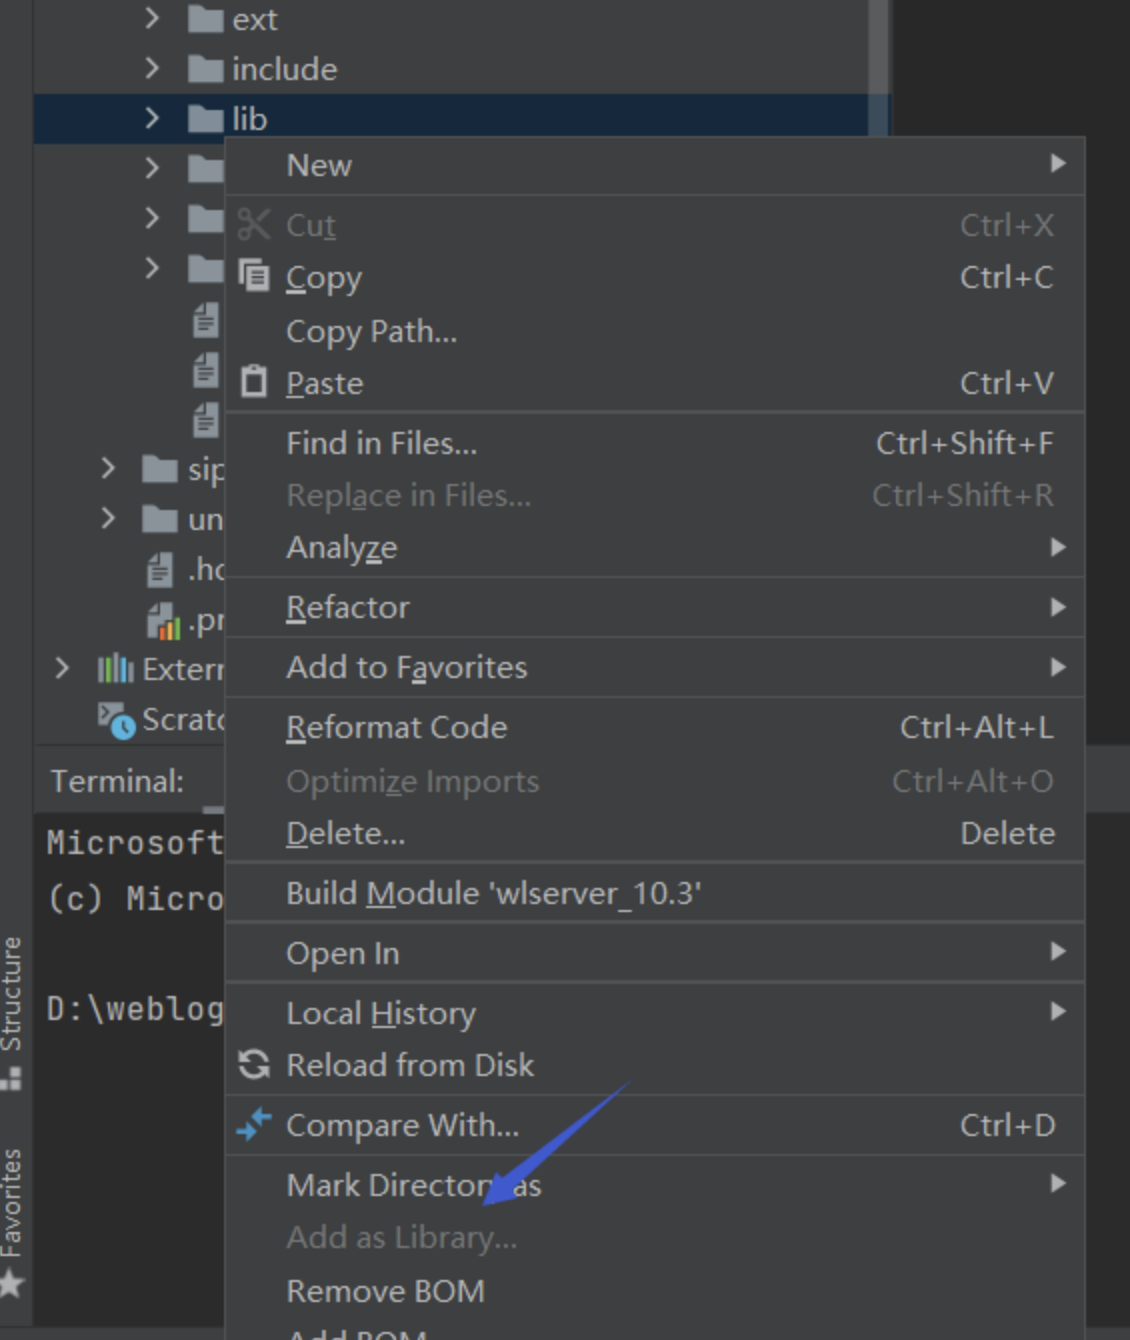 ext
include
lib
New
Cut Ctrl+X
Copy Ctrl+C
Copy Path...
Paste Ctrl+V
Find in Files... Ctrl+Shift+F
Replace in Files... Ctrl+Shift+R
Analyze
sip
un
Refactor
.ho
.pr
Add to Favorites
Extern
Scratc
Reformat Code Ctrl+Alt+L
Terminal:
Optimize Imports Ctrl+Alt+O
Delete... Delete
Microsoft
(c) Micro
Build Module 'wlserver_10.3'
Open In
D:\weblog
Local History
Reload from Disk
Compare With... Ctrl+D
Mark Directory as
Add as Library...
Remove BOM
Add BOM
Structure
Favorites